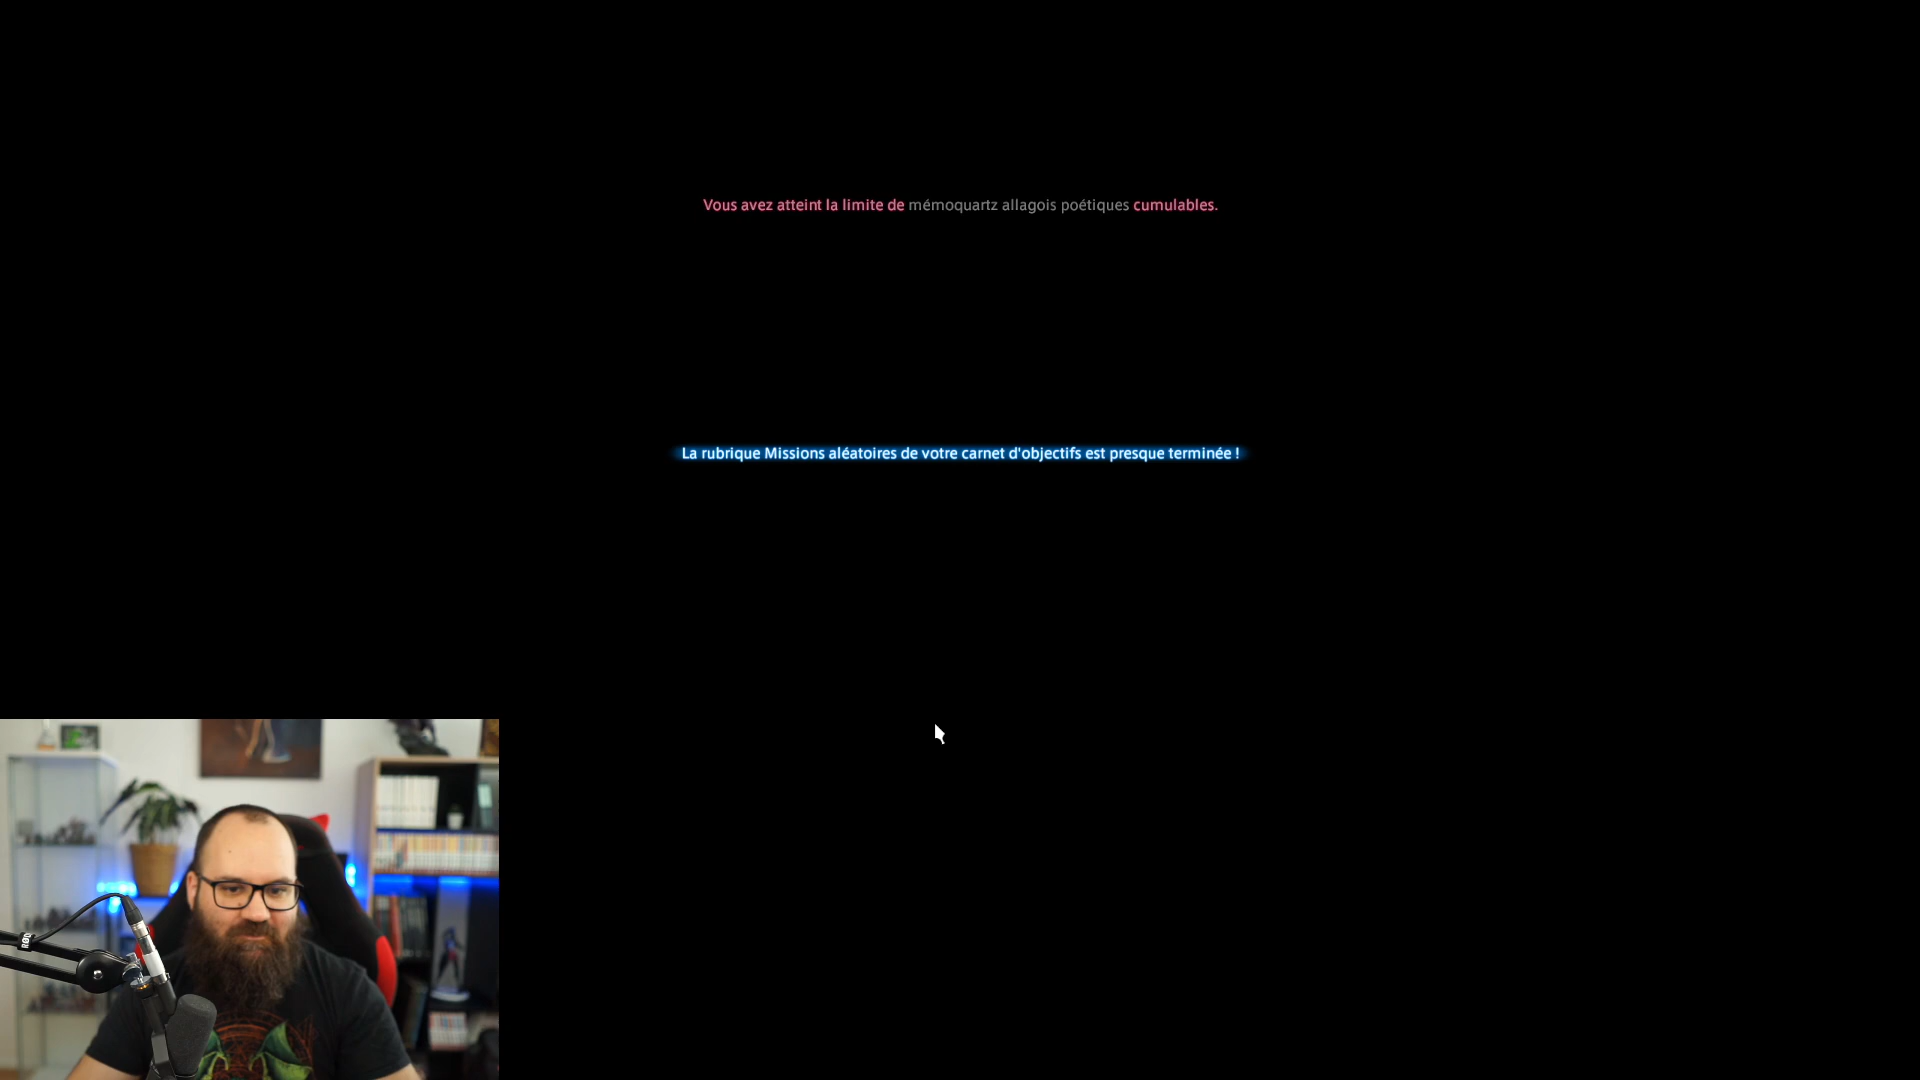 Vous avez atteint la limite de mémoquartz allagois poétiques cumulables.
La rubrique Missions aléatoires de votre carnet d'objectifs est presque terminée !
RØDE